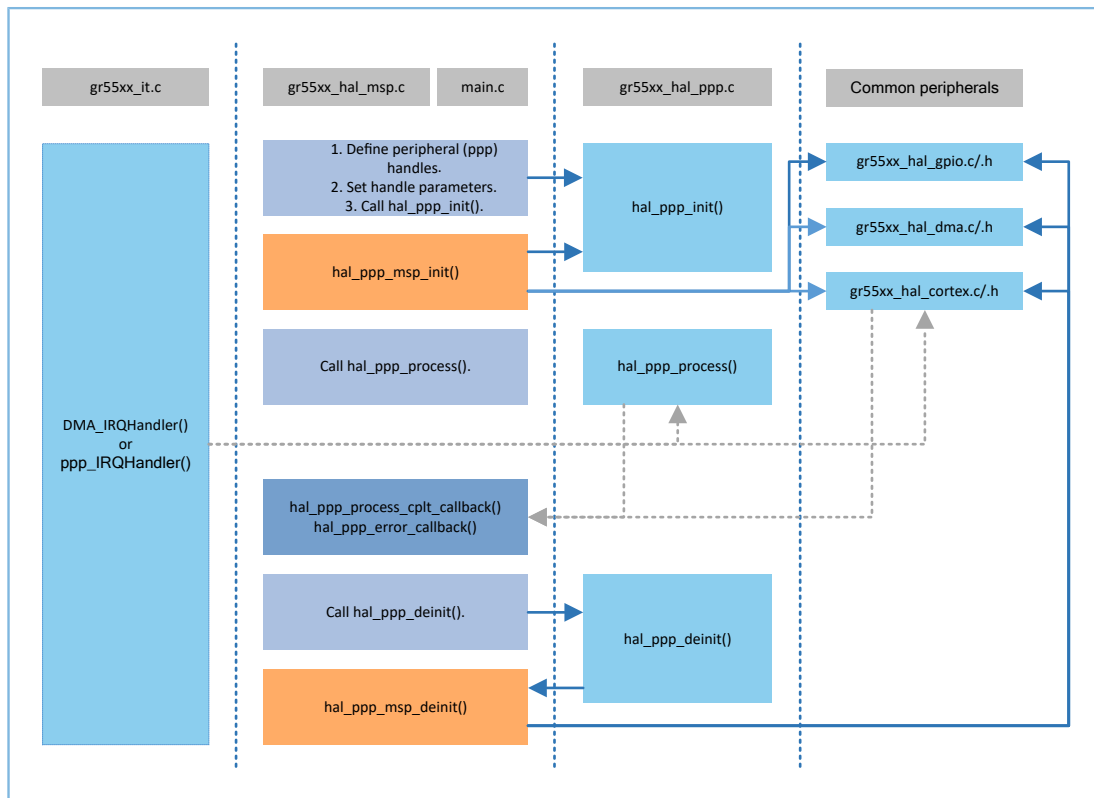 gr55xx_it.c
gr55xx_hal_msp.c
main.c
gr55xx_hal_ppp.c
Common peripherals
1. Define peripheral (ppp)
handles.
2. Set handle parameters.
3. Call hal_ppp_init().
hal_ppp_init()
gr55xx_hal_gpio.c/.h
gr55xx_hal_dma.c/.h
hal_ppp_msp_init()
gr55xx_hal_cortex.c/.h
Call hal_ppp_process().
hal_ppp_process()
DMA_IRQHandler()
or
ppp_IRQHandler()
hal_ppp_process_cplt_callback()
hal_ppp_error_callback()
Call hal_ppp_deinit().
hal_ppp_deinit()
hal_ppp_msp_deinit()